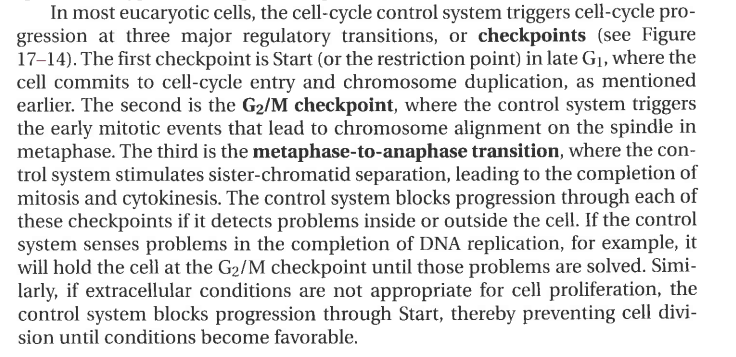 In most eucaryotic cells, the cell-cycle control system triggers cell-cycle pro-
gression at three major regulatory transitions, or checkpoints (see Figure
17–14). The first checkpoint is Start (or the restriction point) in late G₁, where the
cell commits to cell-cycle entry and chromosome duplication, as mentioned
earlier. The second is the G₂/M checkpoint, where the control system triggers
the early mitotic events that lead to chromosome alignment on the spindle in
metaphase. The third is the metaphase-to-anaphase transition, where the con-
trol system stimulates sister-chromatid separation, leading to the completion of
mitosis and cytokinesis. The control system blocks progression through each of
these checkpoints if it detects problems inside or outside the cell. If the control
system senses problems in the completion of DNA replication, for example, it
will hold the cell at the G₂/M checkpoint until those problems are solved. Simi-
larly, if extracellular conditions are not appropriate for cell proliferation, the
control system blocks progression through Start, thereby preventing cell divi-
sion until conditions become favorable.